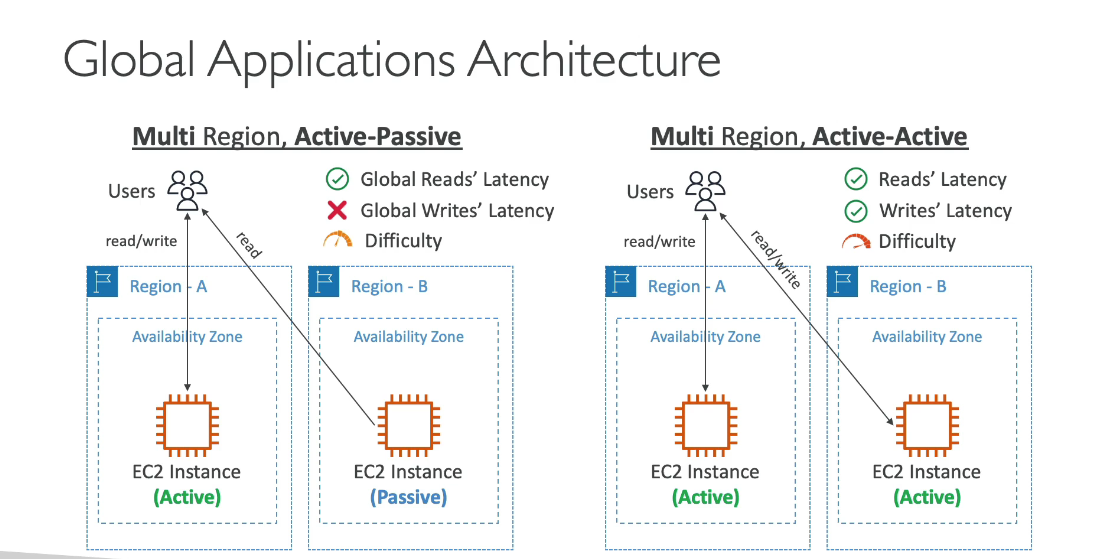 Global Applications Architecture
Multi Region, Active-Passive
Users
Global Reads' Latency
Global Writes' Latency
Difficulty
read/write
read
Region - A
Availability Zone
EC2 Instance
(Active)
Region - B
Availability Zone
EC2 Instance
(Passive)
Multi Region, Active-Active
Users
Reads' Latency
Writes' Latency
Difficulty
read/write
read/write
Region - A
Availability Zone
EC2 Instance
(Active)
Region - B
Availability Zone
EC2 Instance
(Active)